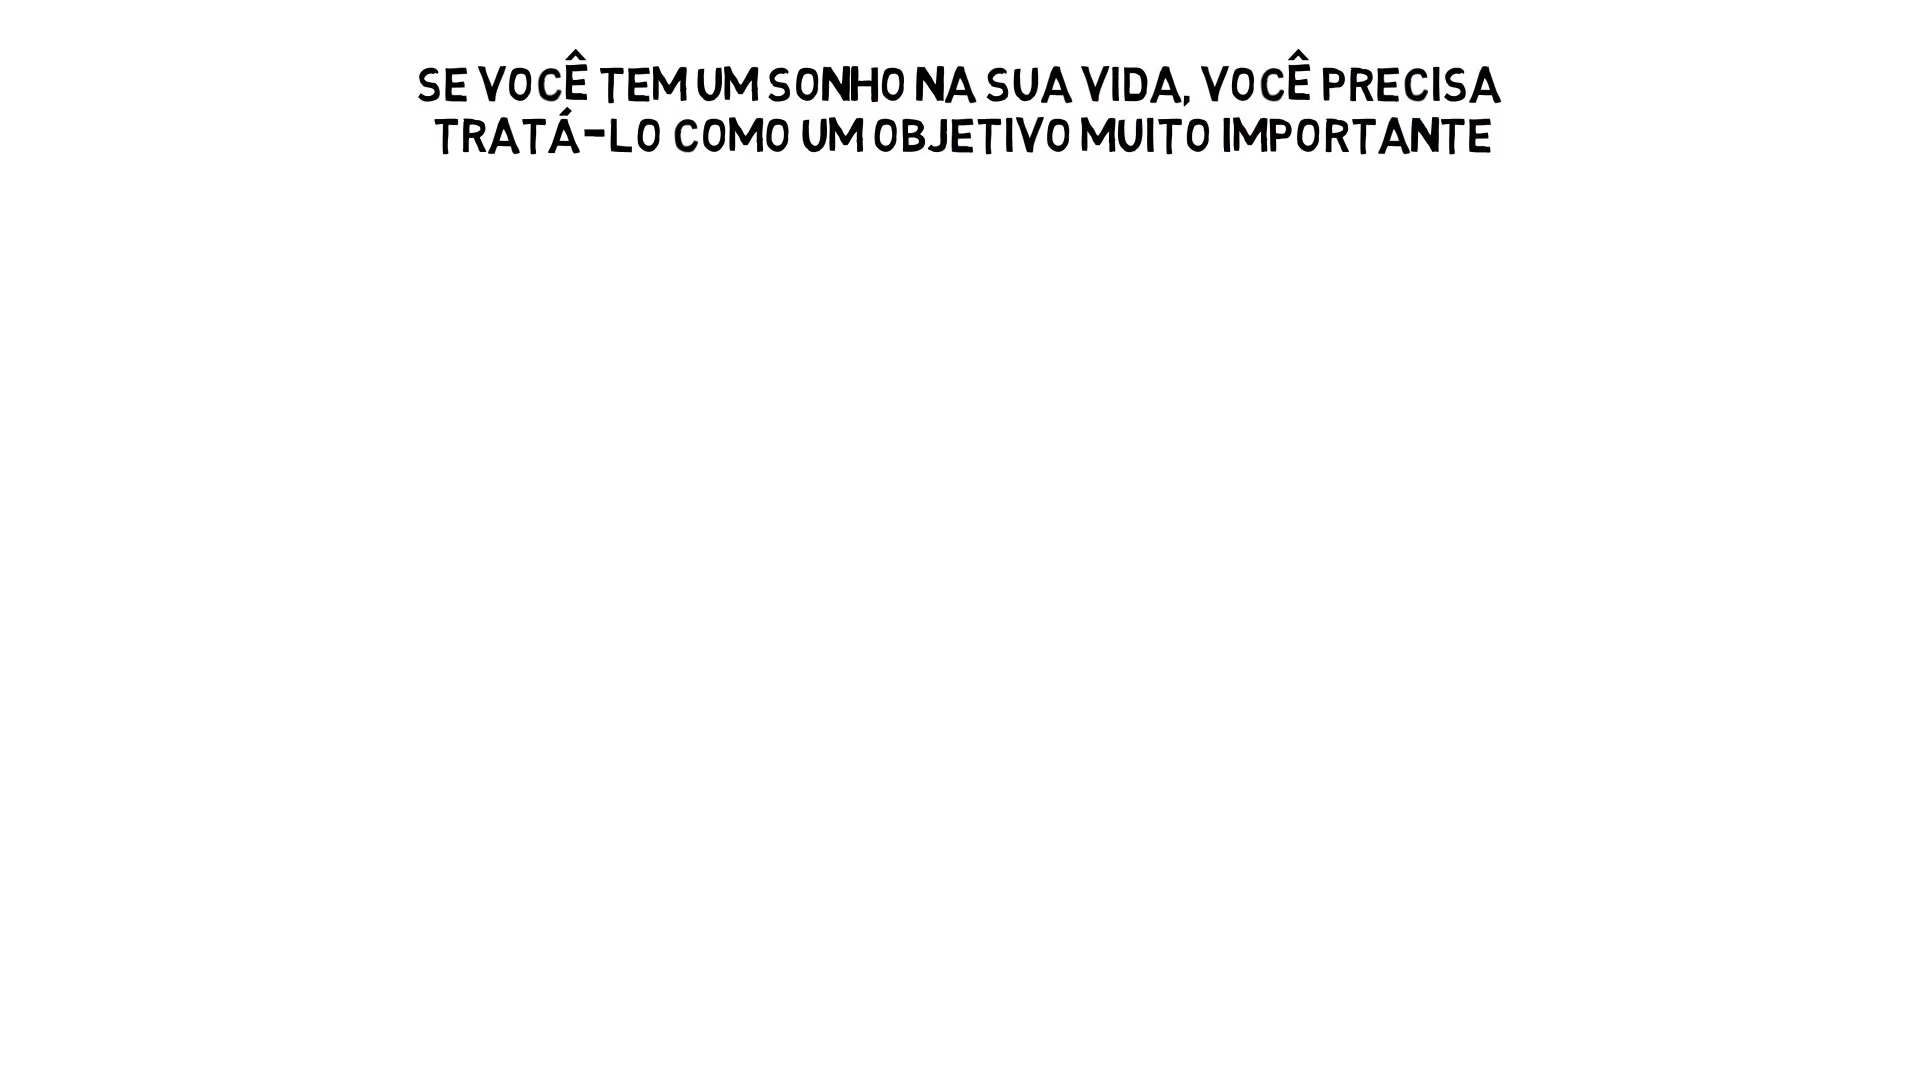 SE VOCÊ TEM UM SONHO NA SUA VIDA, VOCÊ PRECISA
TRATÁ-LO COMO UM OBJETIVO MUITO IMPORTANTE